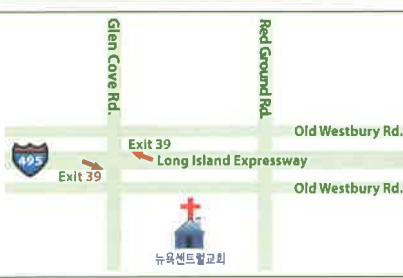 Glen Cove Rd.
Red Ground Rd.
Old Westbury Rd.
Exit 39
495
Long Island Expressway
Exit 39
Old Westbury Rd.
뉴욕센트럴교회